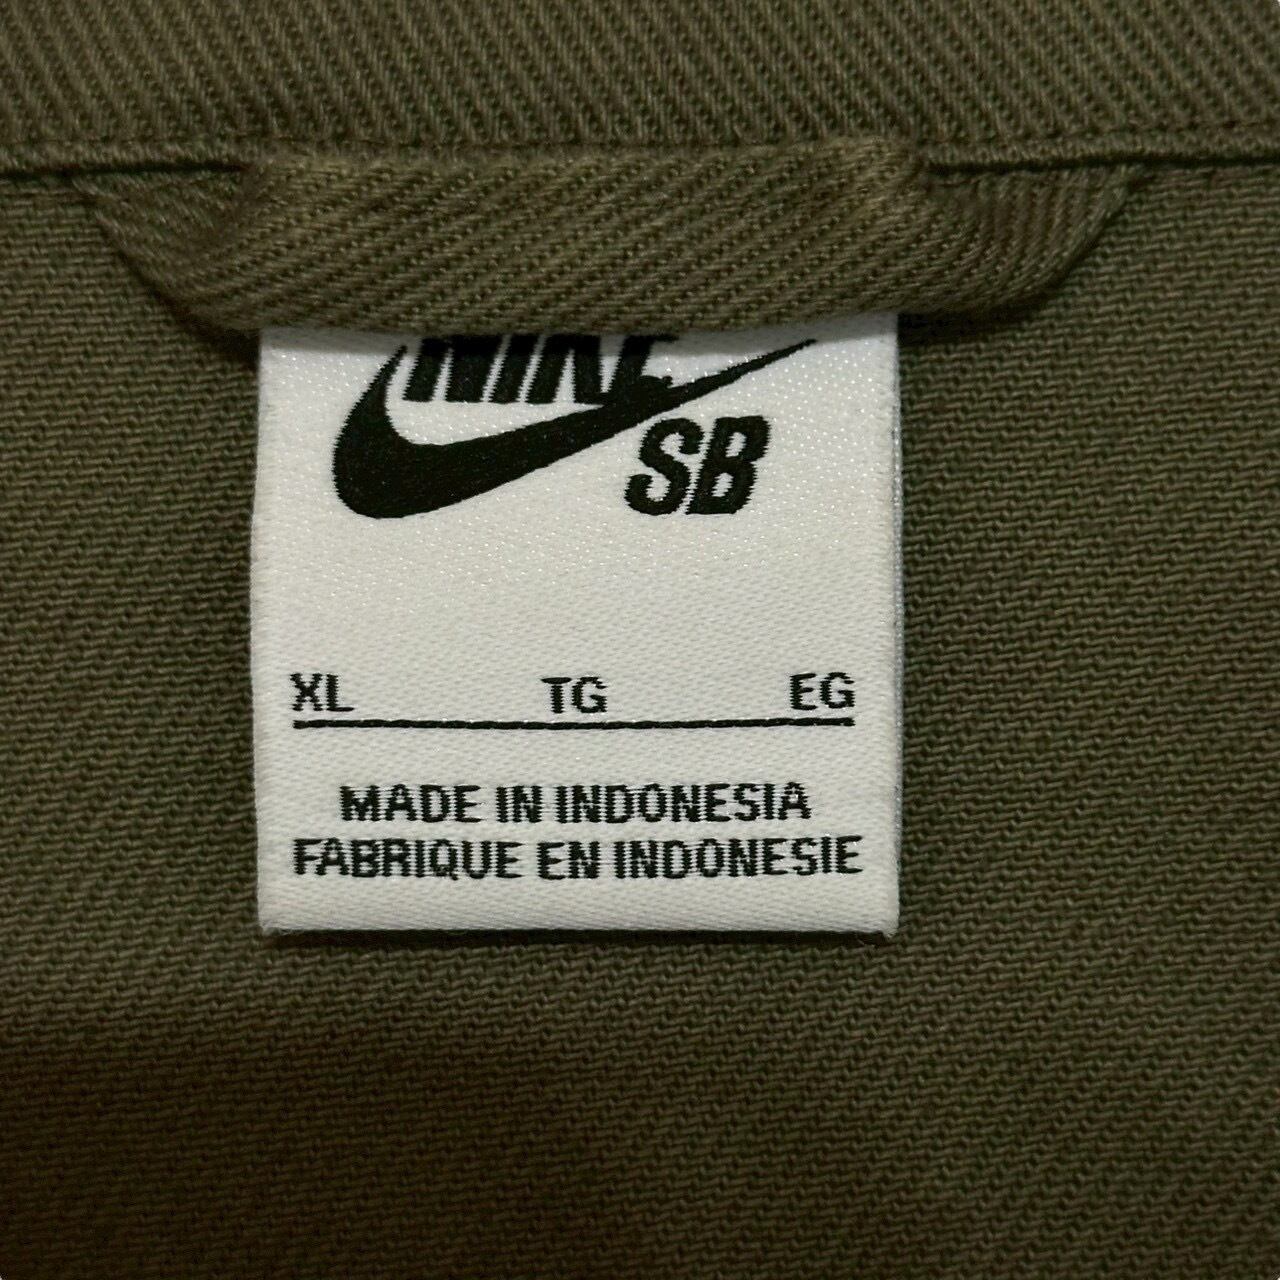 NIKE
SB
XL TG EG
MADE IN INDONESIA
FABRIQUE EN INDONESIE